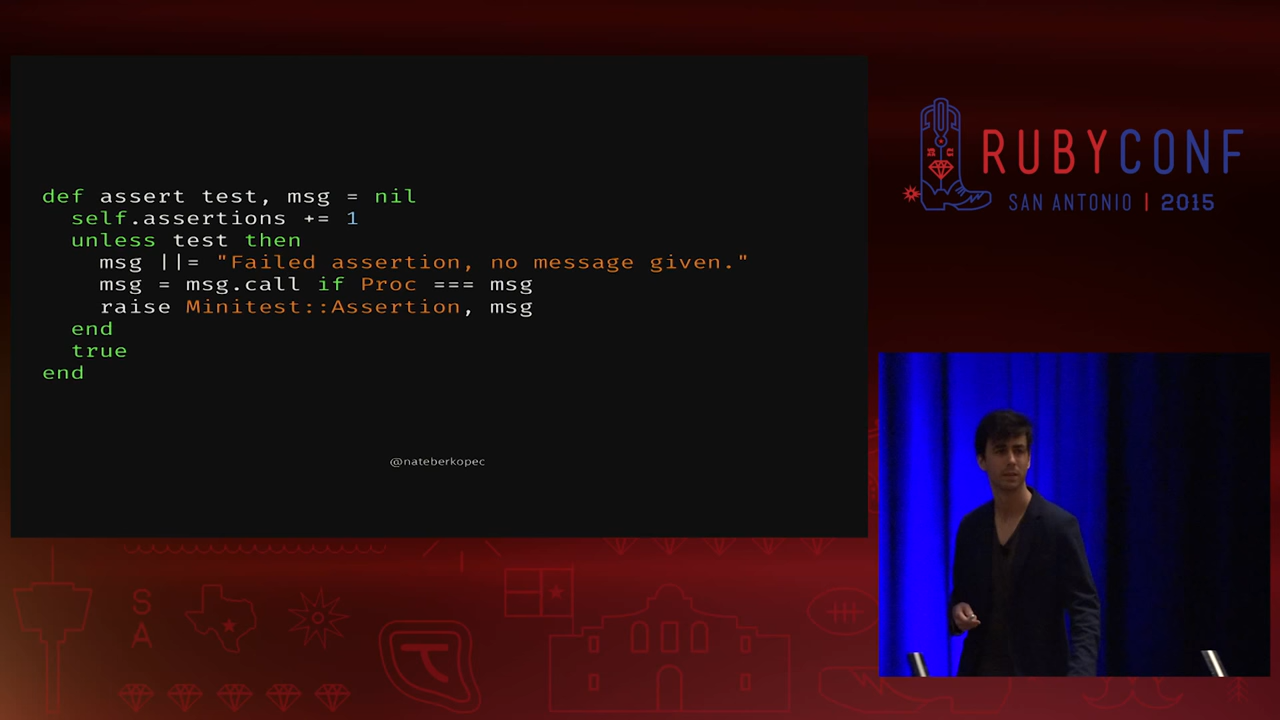 def assert test, msg = nil
  self.assertions += 1
  unless test then
    msg ||= "Failed assertion, no message given."
    msg = msg.call if Proc === msg
    raise Minitest::Assertion, msg
  end
  true
end
@nateberkopec
RUBYCONF
SAN ANTONIO | 2015
S
A